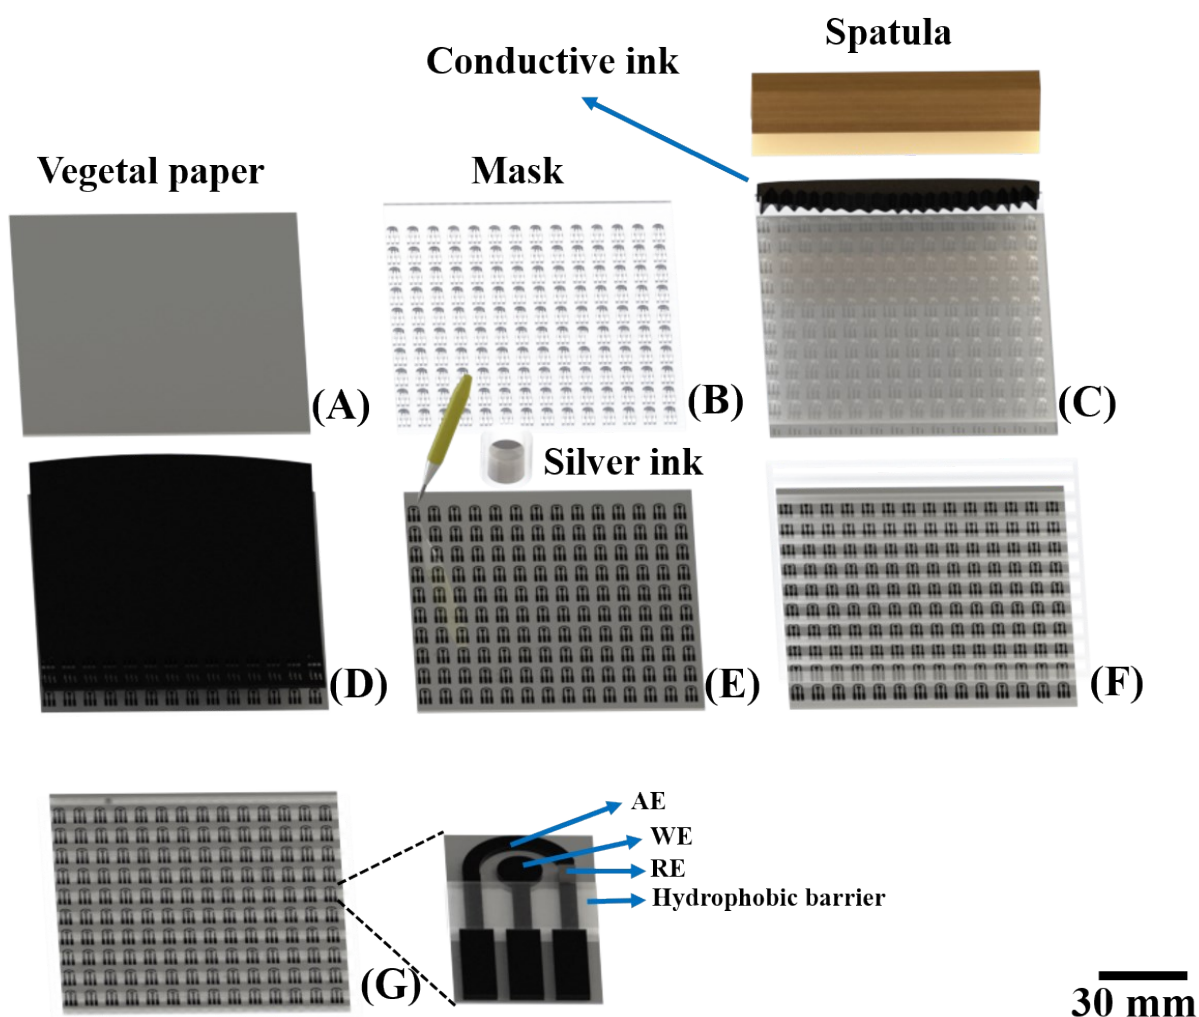 Spatula
Conductive ink
Vegetal paper
Mask
(A)
(B)
(C)
Silver ink
(D)
(E)
(F)
AE
WE
RE
Hydrophobic barrier
(G)
30 mm